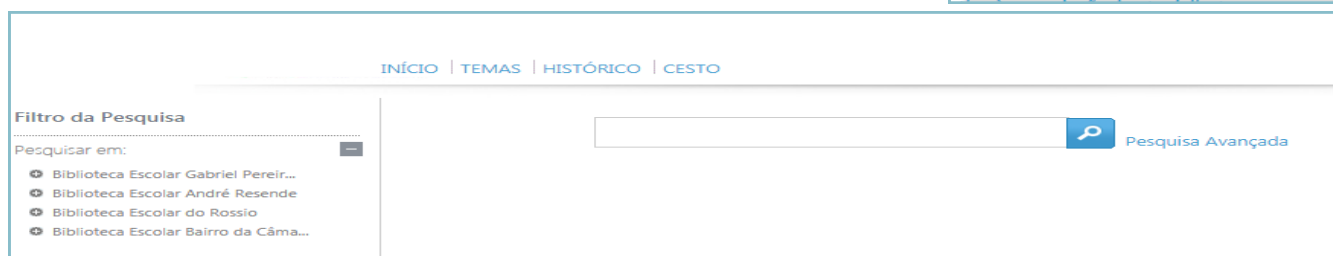 INÍCIO | TEMAS | HISTÓRICO | CESTO
Filtro da Pesquisa
Pesquisar em:
Pesquisa Avançada
Biblioteca Escolar Gabriel Pereir...
Biblioteca Escolar André Resende
Biblioteca Escolar do Rossio
Biblioteca Escolar Bairro da Câma...